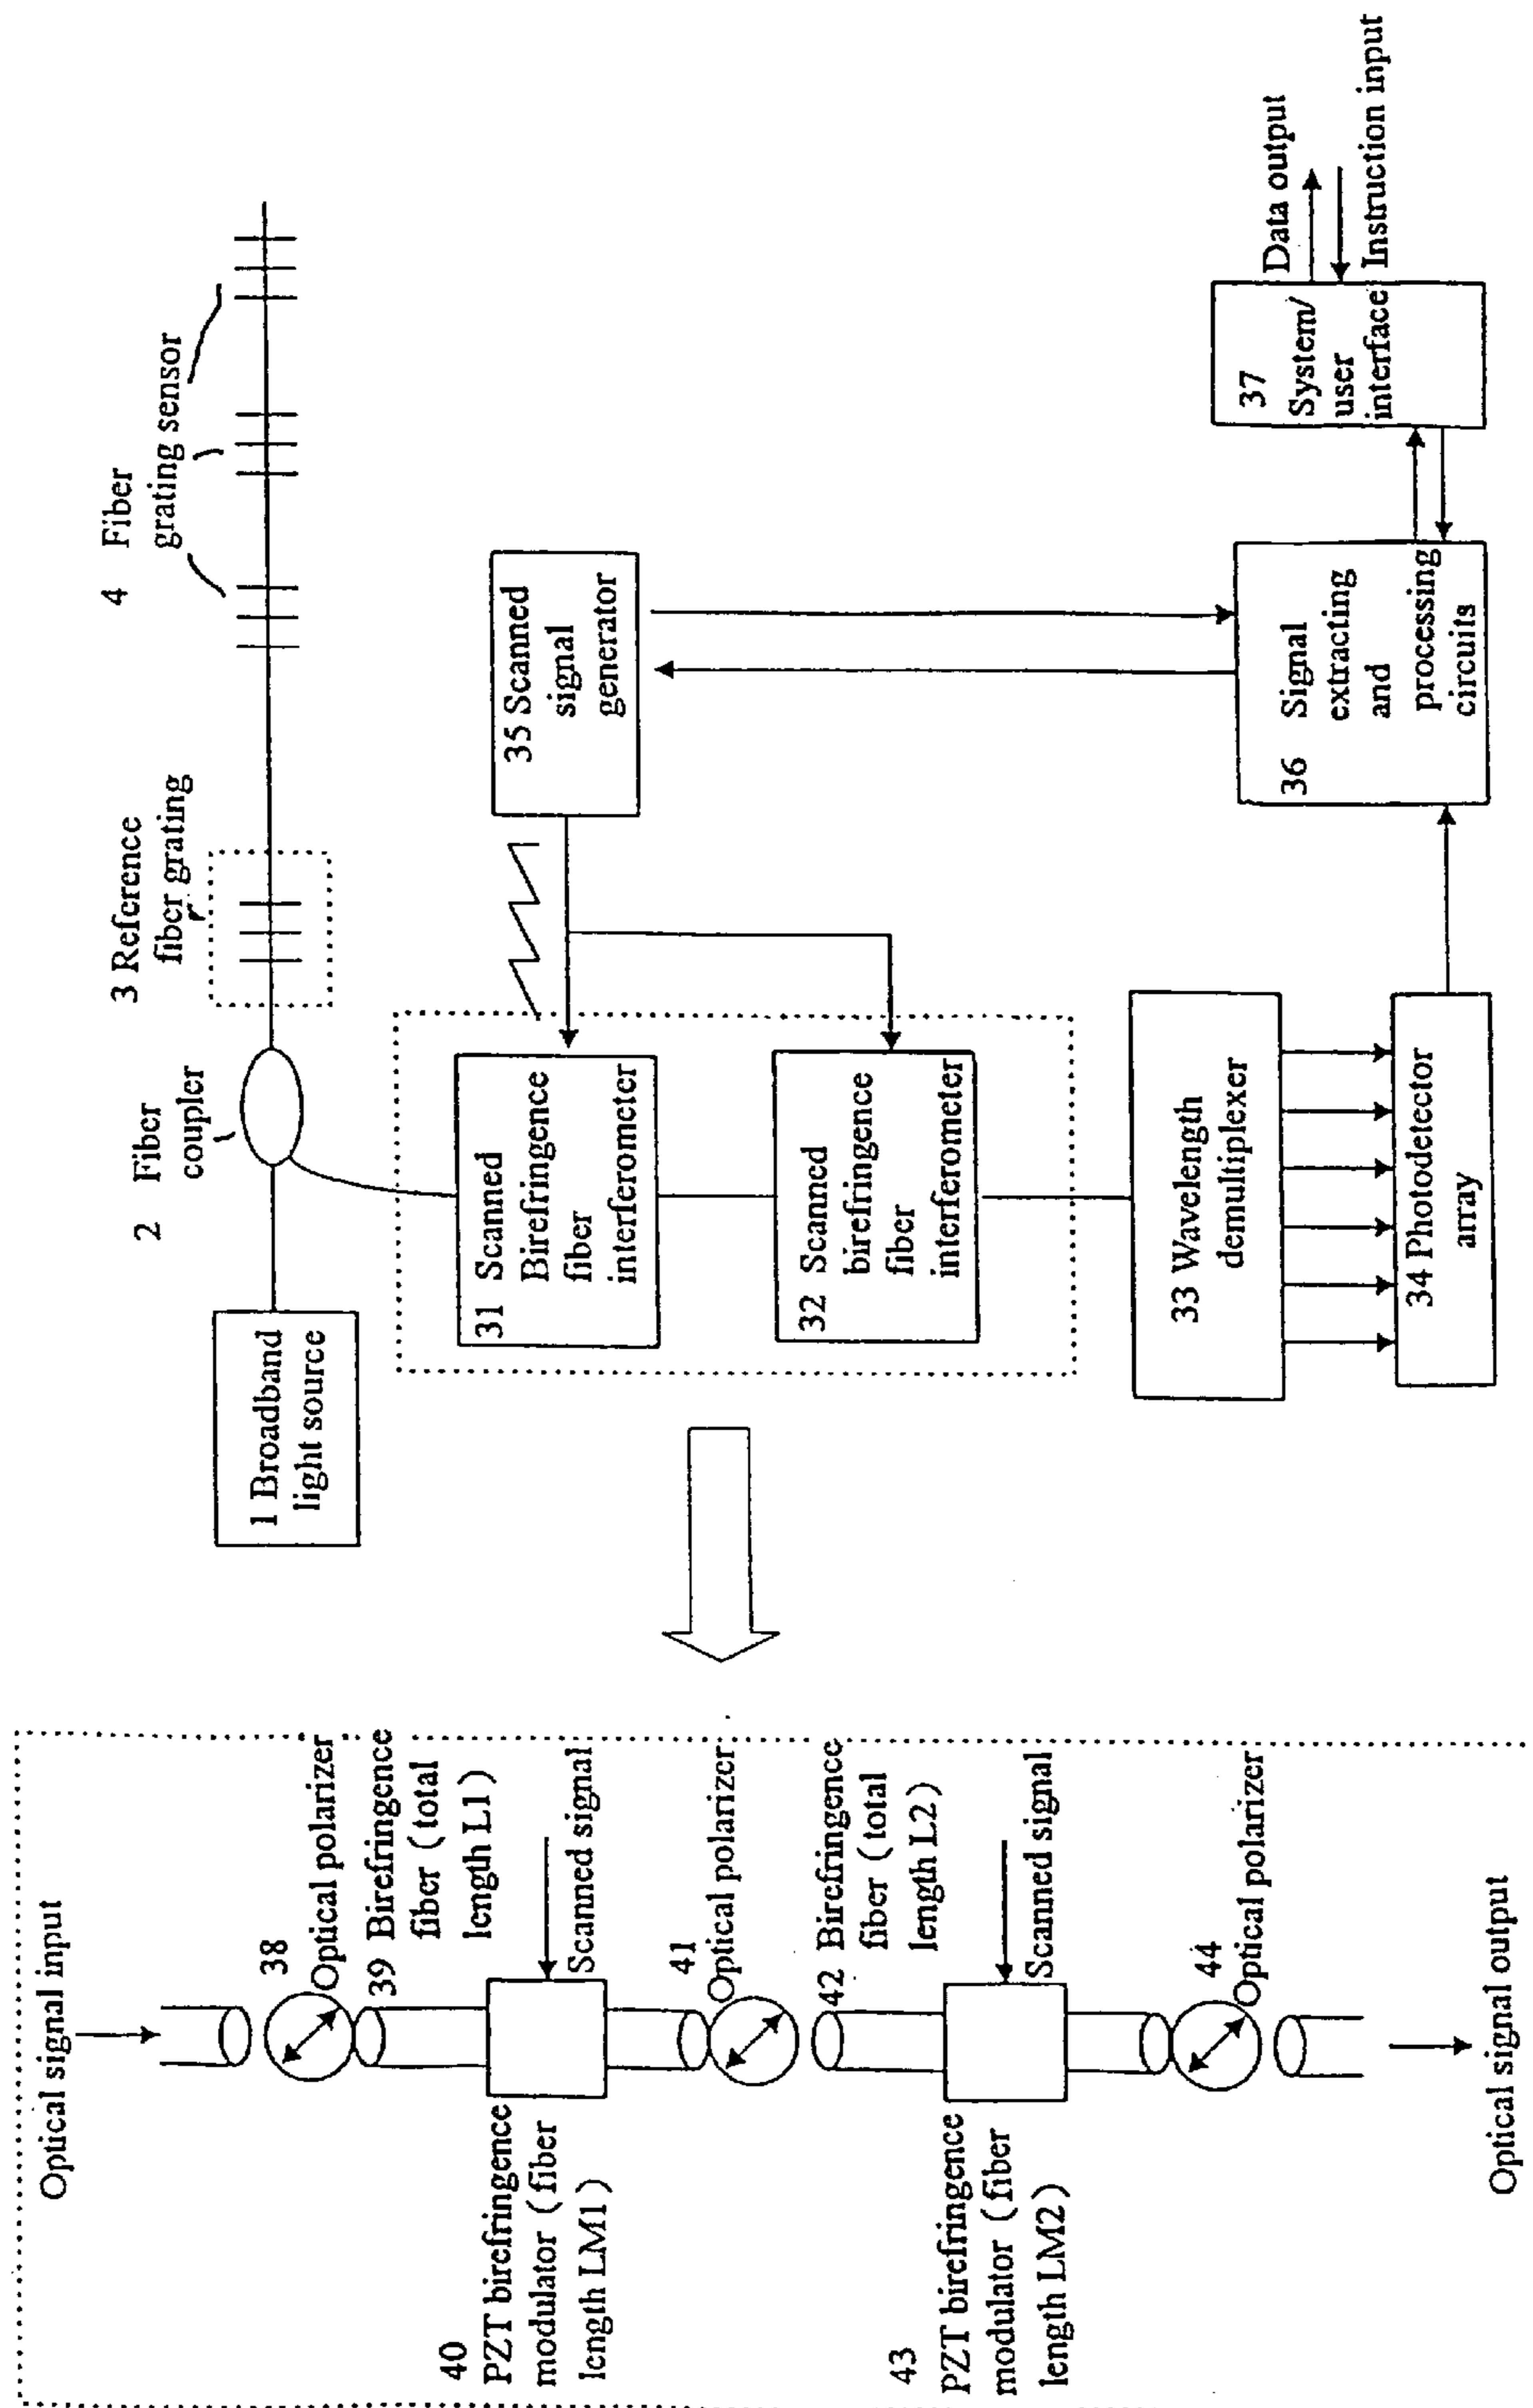 Optical signal input
38
Optical polarizer
39 Birefringence
fiber (total
length L1)
40
PZT birefringence
modulator (fiber
length LM1)
Scanned signal
41
Optical polarizer
42 Birefringence
fiber (total
length L2)
43
PZT birefringence
modulator (fiber
length LM2)
Scanned signal
44
Optical polarizer
Optical signal output
1 Broadband
light source
2 Fiber
coupler
3 Reference
fiber grating
4 Fiber
grating sensor
31 Scanned
Birefringence
fiber
interferometer
32 Scanned
birefringence
fiber
interferometer
35 Scanned
signal
generator
33 Wavelength
demultiplexer
34 Photodetector
array
36 Signal
extracting
and
processing
circuits
37
System/
user
interface
Data output
Instruction input